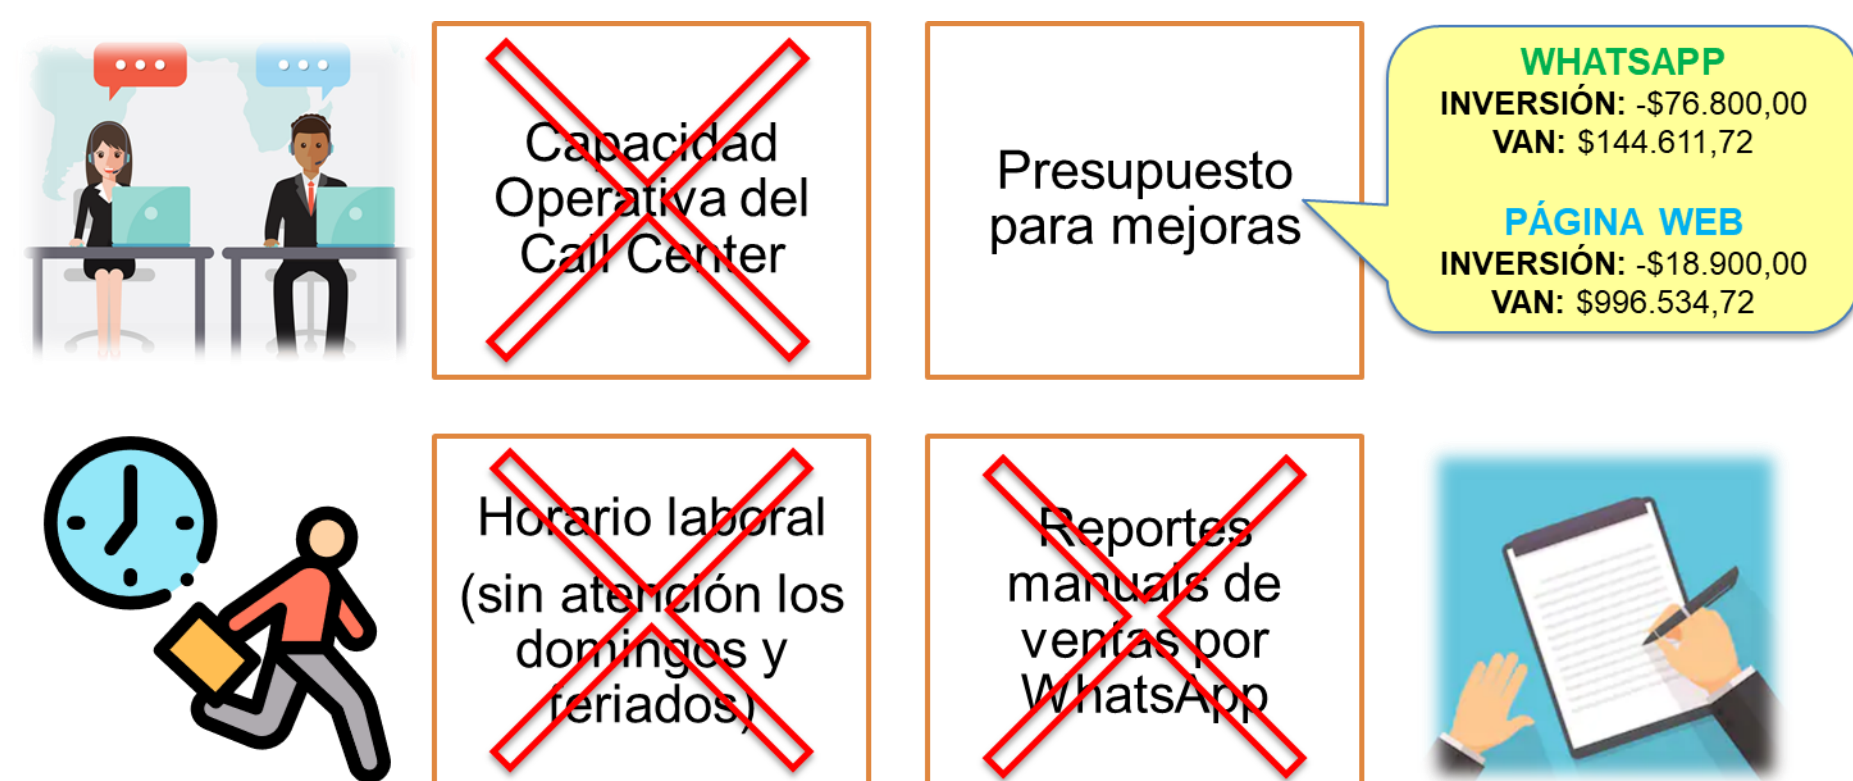 Capacidad
Operativa del
Call Center
Presupuesto
para mejoras
WHATSAPP
INVERSIÓN: -$76.800,00
VAN: $144.611,72
PÁGINA WEB
INVERSIÓN: -$18.900,00
VAN: $996.534,72
Horario laboral
(sin atención los
domingos y
feriados)
Reportes
manuals de
ventas por
WhatsApp